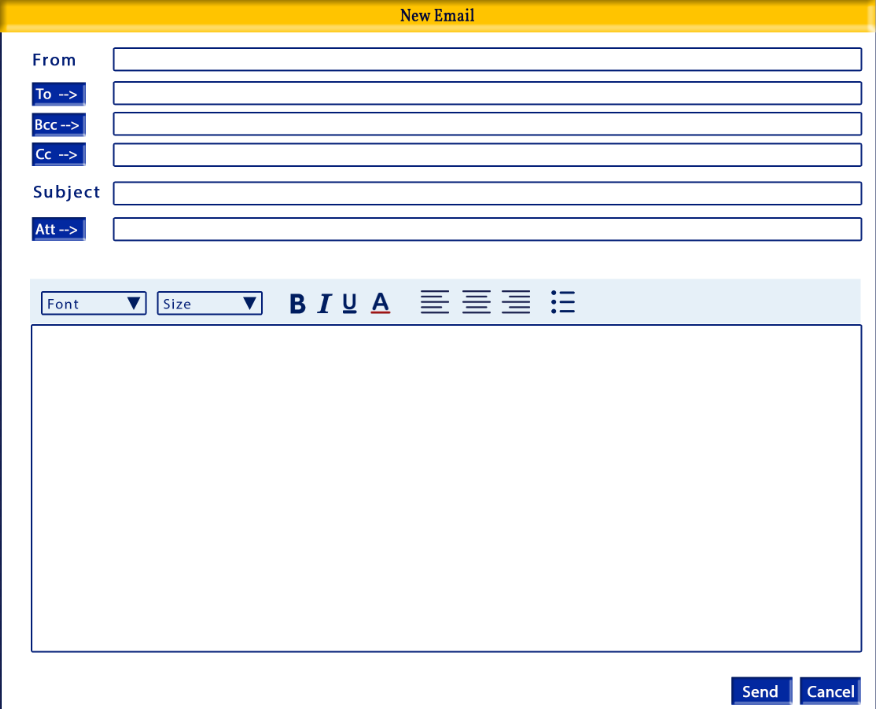 New Email
From
To -->
Bcc -->
Cc -->
Subject
Att -->
Font Size B I U A
Send Cancel